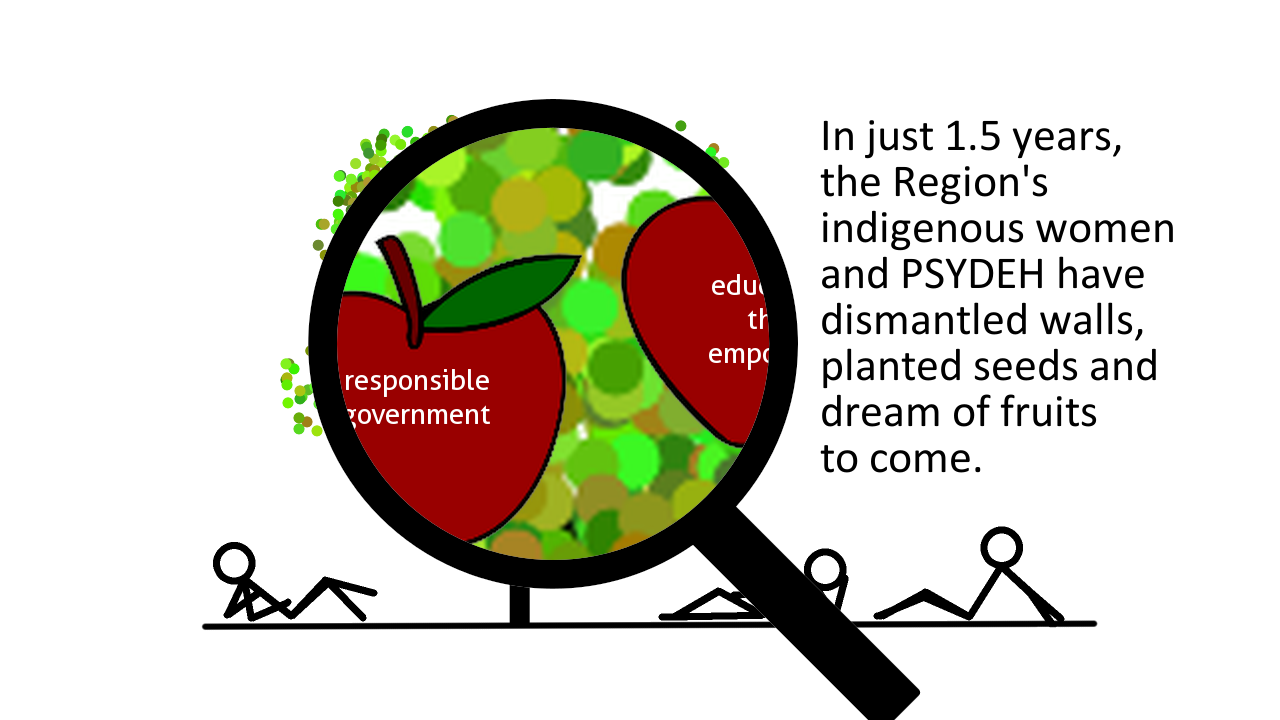 responsible
government
In just 1.5 years,
the Region's
indigenous women
and PSYDEH have
dismantled walls,
planted seeds and
dream of fruits
to come.